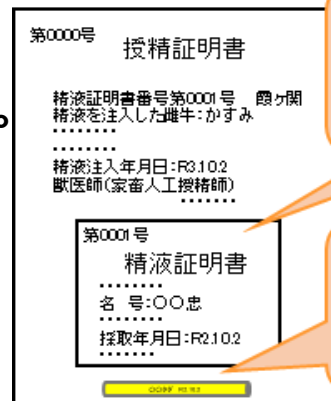 第0000号
授精証明書
精液証明書番号第0001号　霞ヶ関
精液を注入した雌牛:かすみ
・・・・・・・・
・・・・・・・・
精液注入年月日:R3.10.2
獣医師(家畜人工授精師)
・・・・・・・
第0001号
精液証明書
・・・・・・・・
名 号:〇〇忠
・・・・・・・・
採取年月日:R2.10.2
・・・・・・・